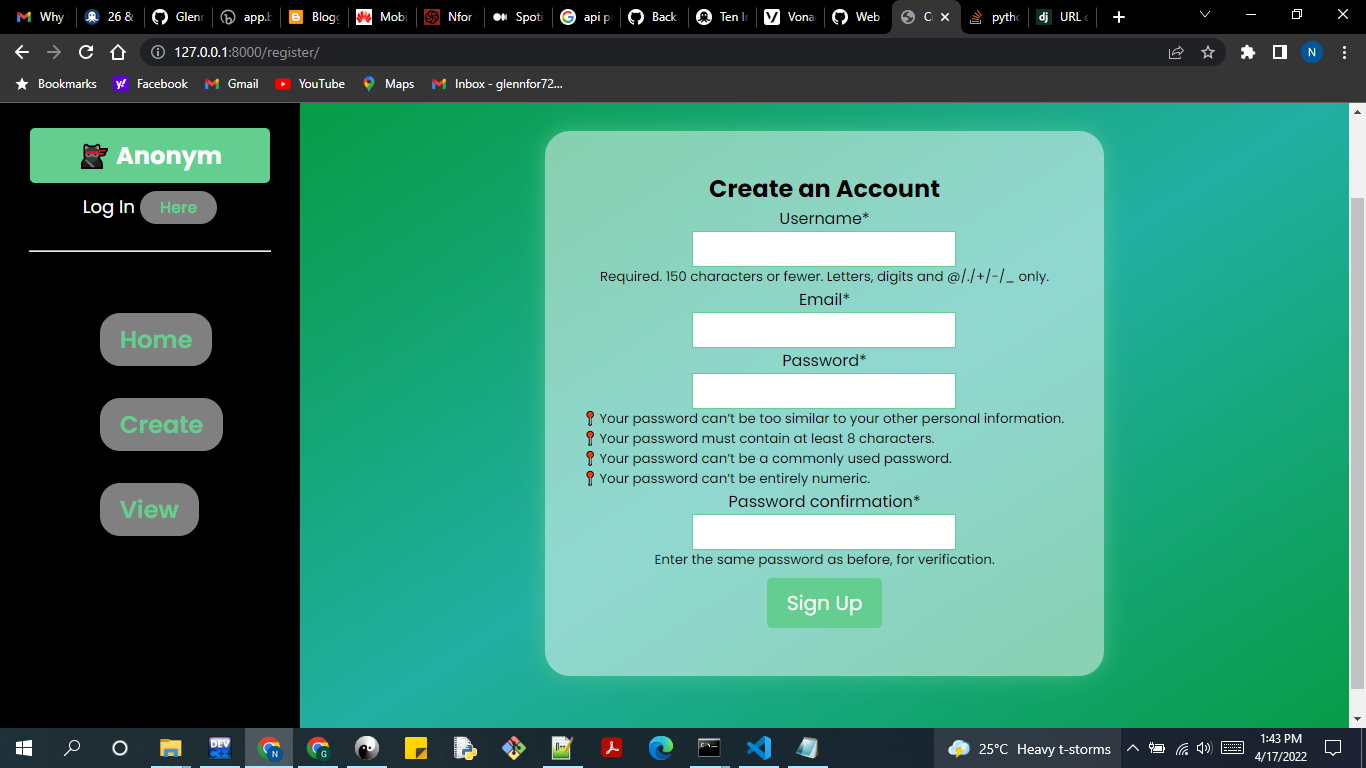 Why
26 &
Glenn
app.b
Blogg
Mobi
Nfor
Spoti
api p
Back
Ten I
Vona
Web
C
pytho
URL c
127.0.0.1:8000/register/
N
Bookmarks
Facebook
Gmail
YouTube
Maps
Inbox - glennfor72...
Anonym
Log In Here
Home
Create
View
Create an Account
Username*
Required. 150 characters or fewer. Letters, digits and @/./+/-/_ only.
Email*
Password*
Your password can’t be too similar to your other personal information.
Your password must contain at least 8 characters.
Your password can’t be a commonly used password.
Your password can’t be entirely numeric.
Password confirmation*
Enter the same password as before, for verification.
Sign Up
DEV
N
G
25°C Heavy t-storms
1:43 PM
4/17/2022